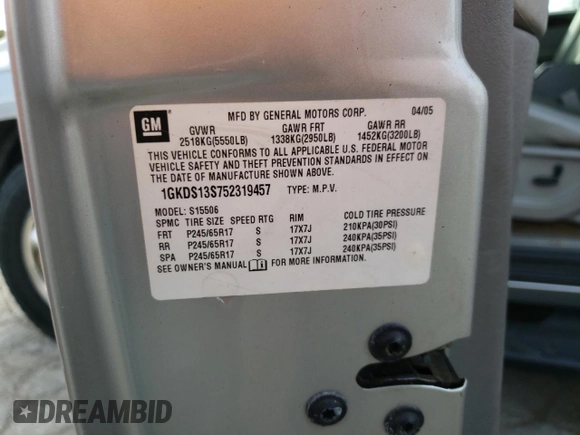 GM
MFD BY GENERAL MOTORS CORP. 04/05
GVWR GAWR FRT GAWR RR
2518KG(5550LB) 1338KG(2950LB) 1452KG(3200LB)
THIS VEHICLE CONFORMS TO ALL APPLICABLE U.S. FEDERAL MOTOR
VEHICLE SAFETY AND THEFT PREVENTION STANDARDS IN EFFECT ON
THE DATE OF MANUFACTURE SHOWN ABOVE.
1GKDS13S752319457 TYPE: M.P.V.
MODEL: S15506
SPMC TIRE SIZE SPEED RTG RIM COLD TIRE PRESSURE
FRT P245/65R17 S 17X7J 210KPA(30PSI)
RR P245/65R17 S 17X7J 240KPA(35PSI)
SPA P245/65R17 S 17X7J 240KPA(35PSI)
SEE OWNER'S MANUAL FOR MORE INFORMATION.
DREAMBID